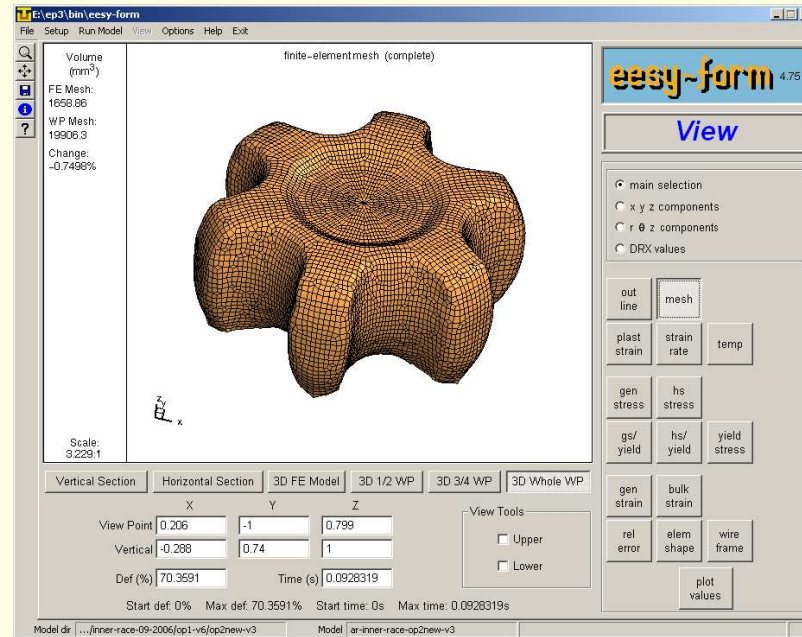 E:\ep3\bin\eesy-form
File Setup Run Model View Options Help Exit
Volume
(mm³)
FE Mesh:
1658.86
WP Mesh:
19906.3
Change:
-0.7498%
Scale:
3.229:1
finite-element mesh (complete)
z
y
x
eesy-form 4.75
View
main selection
x y z components
r θ z components
DRX values
out line
mesh
plast strain
strain rate
temp
gen stress
hs stress
gs/ yield
hs/ yield
yield stress
gen strain
bulk strain
rel error
elem shape
wire frame
plot values
Vertical Section
Horizontal Section
3D FE Model
3D 1/2 WP
3D 3/4 WP
3D Whole WP
X Y Z
View Point 0.206 -1 0.799
Vertical -0.288 0.74 1
Def (%) 70.3591 Time (s) 0.0928319
View Tools
Upper
Lower
Start def: 0% Max def: 70.3591% Start time: 0s Max time: 0.0928319s
Model dir .../inner-race-09-2006/op1-v6/op2new-v3 Model ar-inner-race-op2new-v3